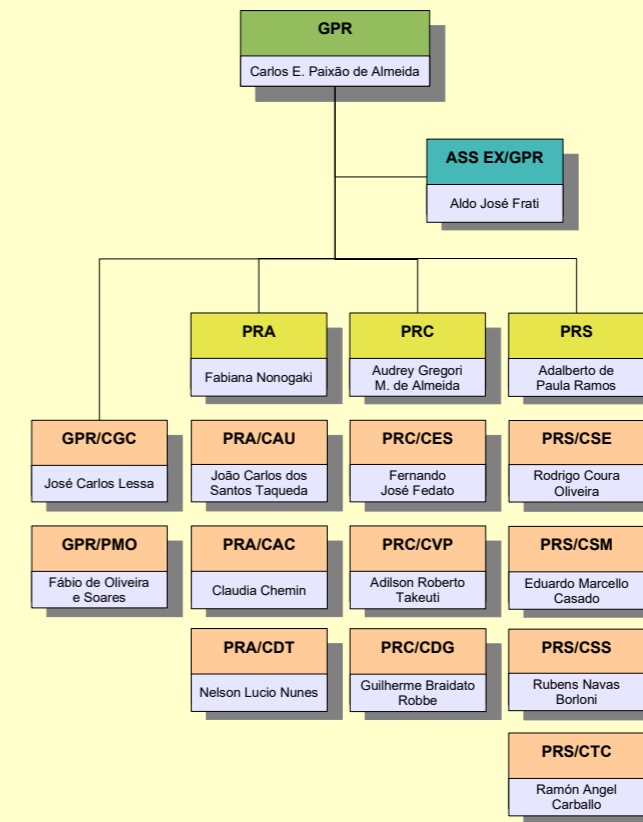 GPR
Carlos E. Paixão de Almeida
ASS EX/GPR
Aldo José Frati
PRA
Fabiana Nonogaki
PRC
Audrey Gregori
M. de Almeida
PRS
Adalberto de
Paula Ramos
GPR/CGC
José Carlos Lessa
PRA/CAU
João Carlos dos
Santos Taqueda
PRC/CES
Fernando
José Fedato
PRS/CSE
Rodrigo Coura
Oliveira
GPR/PMO
Fábio de Oliveira
e Soares
PRA/CAC
Claudia Chemin
PRC/CVP
Adilson Roberto
Takeuti
PRS/CSM
Eduardo Marcello
Casado
PRA/CDT
Nelson Lucio Nunes
PRC/CDG
Guilherme Braidato
Robbe
PRS/CSS
Rubens Navas
Borloni
PRS/CTC
Ramón Angel
Carballo